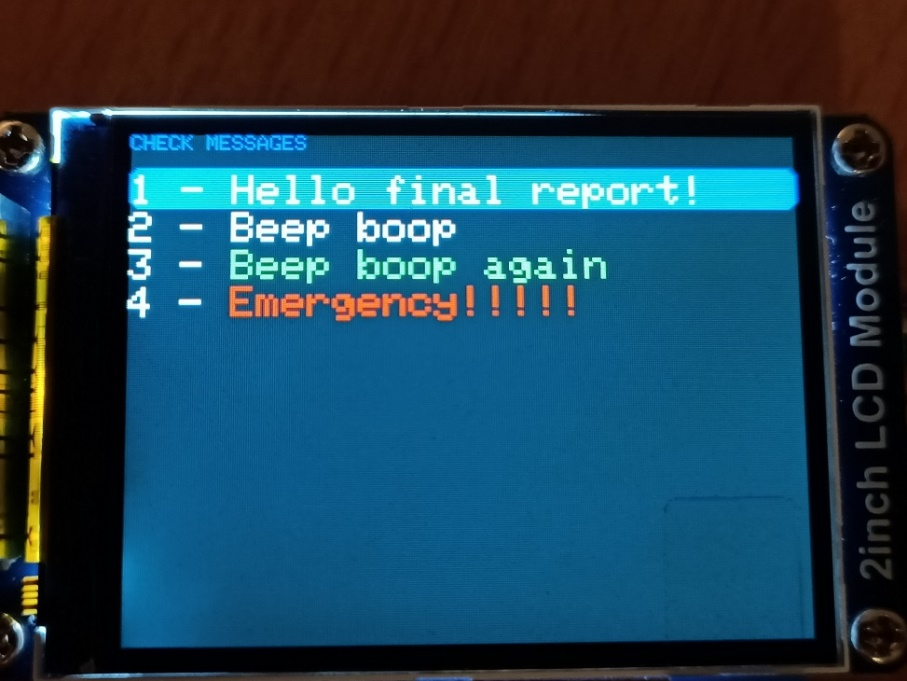 CHECK MESSAGES
1 - Hello final report!
2 - Beep boop
3 - Beep boop again
4 - Emergency!!!!!
2inch LCD Module